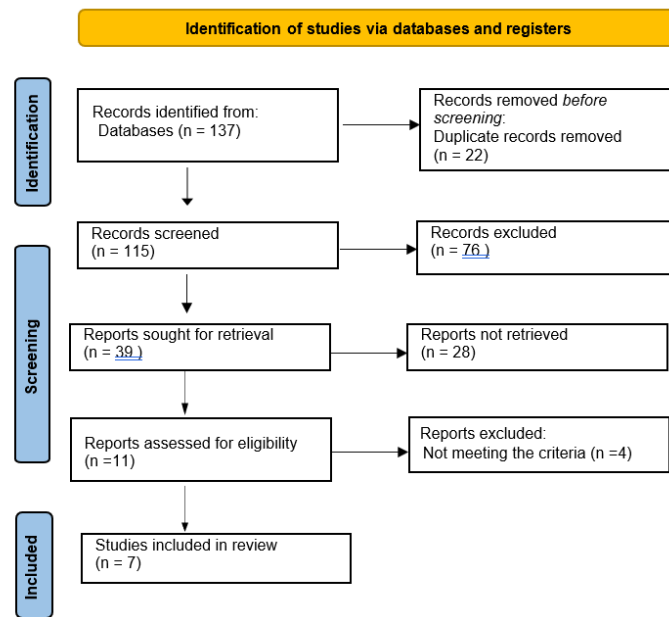 Identification of studies via databases and registers
Identification
Records identified from:
Databases (n = 137)
Records removed before
screening:
Duplicate records removed
(n = 22)
Screening
Records screened
(n = 115)
Records excluded
(n = 76 )
Reports sought for retrieval
(n = 39 )
Reports not retrieved
(n = 28)
Reports assessed for eligibility
(n =11)
Reports excluded:
Not meeting the criteria (n =4)
Included
Studies included in review
(n = 7)